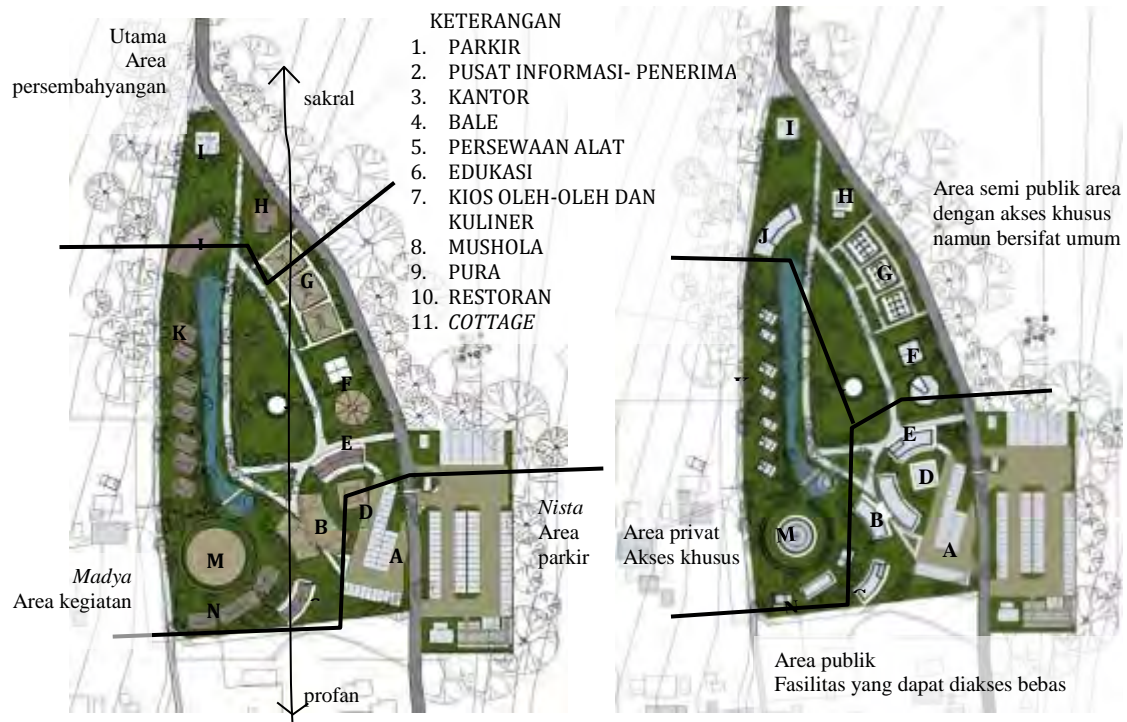 KETERANGAN
1. PARKIR
2. PUSAT INFORMASI- PENERIMA
3. KANTOR
4. BALE
5. PERSEWAAN ALAT
6. EDUKASI
7. KIOS OLEH-OLEH DAN
KULINER
8. MUSHOLA
9. PURA
10. RESTORAN
11. COTTAGE
Utama
Area
persembahyangan
sakral
I
H
G
K
F
E
D
B
A
M
N
Nista
Area
parkir
Madya
Area kegiatan
profan
I
H
J
G
F
E
D
B
A
M
N
Area semi publik area
dengan akses khusus
namun bersifat umum
Area privat
Akses khusus
Area publik
Fasilitas yang dapat diakses bebas